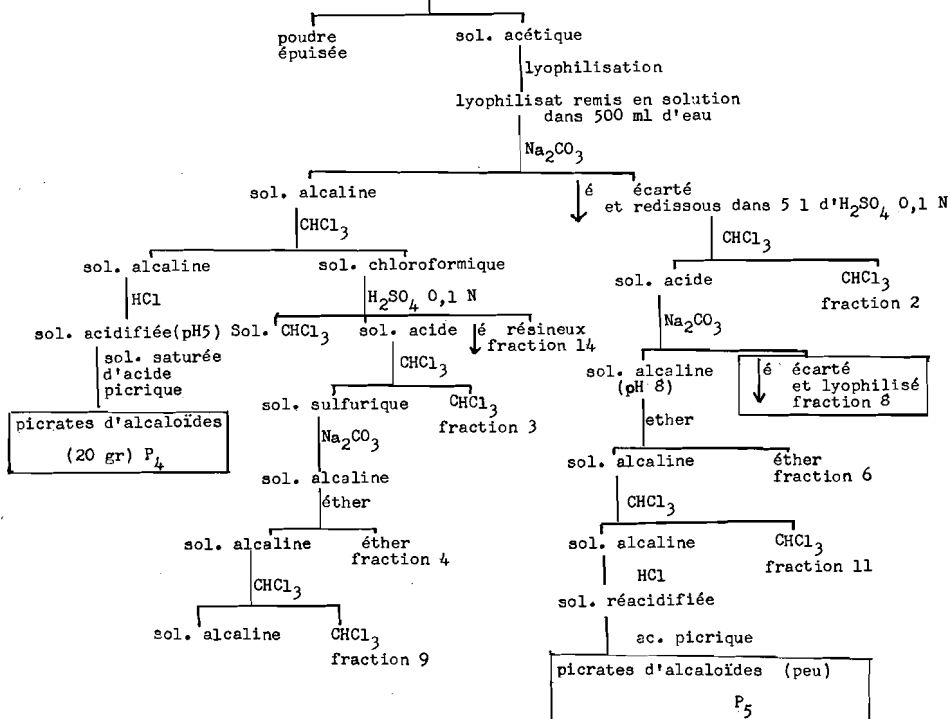 poudre
épuisée
sol. acétique
lyophilisation
lyophilisat remis en solution
dans 500 ml d'eau
Na2CO3
sol. alcaline
é écarté
et redissous dans 5 l d'H2SO4 0,1 N
CHCl3
CHCl3
sol. alcaline
sol. chloroformique
sol. acide
CHCl3
fraction 2
HCl
H2SO4 0,1 N
Na2CO3
sol. acidifiée(pH5)
Sol. CHCl3
sol. acide
é résineux
fraction 14
sol. saturée
d'acide
picrique
CHCl3
sol. alcaline
(pH 8)
é écarté
et lyophilisé
fraction 8
picrates d'alcaloïdes
(20 gr) P4
sol. sulfurique
CHCl3
fraction 3
ether
Na2CO3
sol. alcaline
éther
fraction 6
sol. alcaline
éther
CHCl3
sol. alcaline
éther
fraction 4
sol. alcaline
CHCl3
fraction 11
CHCl3
HCl
sol. réacidifiée
sol. alcaline
CHCl3
fraction 9
ac. picrique
picrates d'alcaloïdes (peu)
P5